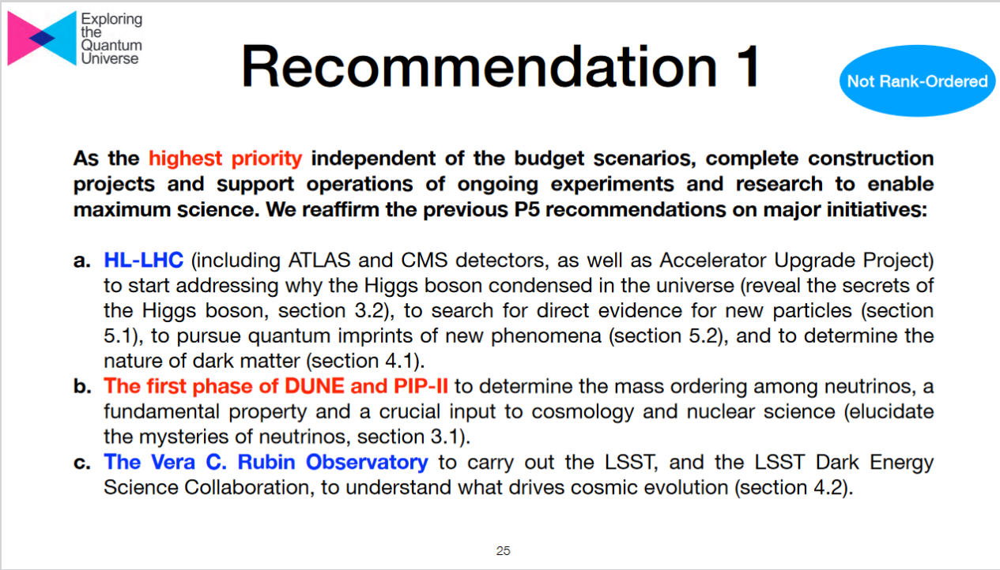 Exploring
the
Quantum
Universe
Recommendation 1
Not Rank-Ordered
As the highest priority independent of the budget scenarios, complete construction
projects and support operations of ongoing experiments and research to enable
maximum science. We reaffirm the previous P5 recommendations on major initiatives:
a. HL-LHC (including ATLAS and CMS detectors, as well as Accelerator Upgrade Project)
to start addressing why the Higgs boson condensed in the universe (reveal the secrets of
the Higgs boson, section 3.2), to search for direct evidence for new particles (section
5.1), to pursue quantum imprints of new phenomena (section 5.2), and to determine the
nature of dark matter (section 4.1).
b. The first phase of DUNE and PIP-II to determine the mass ordering among neutrinos, a
fundamental property and a crucial input to cosmology and nuclear science (elucidate
the mysteries of neutrinos, section 3.1).
c. The Vera C. Rubin Observatory to carry out the LSST, and the LSST Dark Energy
Science Collaboration, to understand what drives cosmic evolution (section 4.2).
25